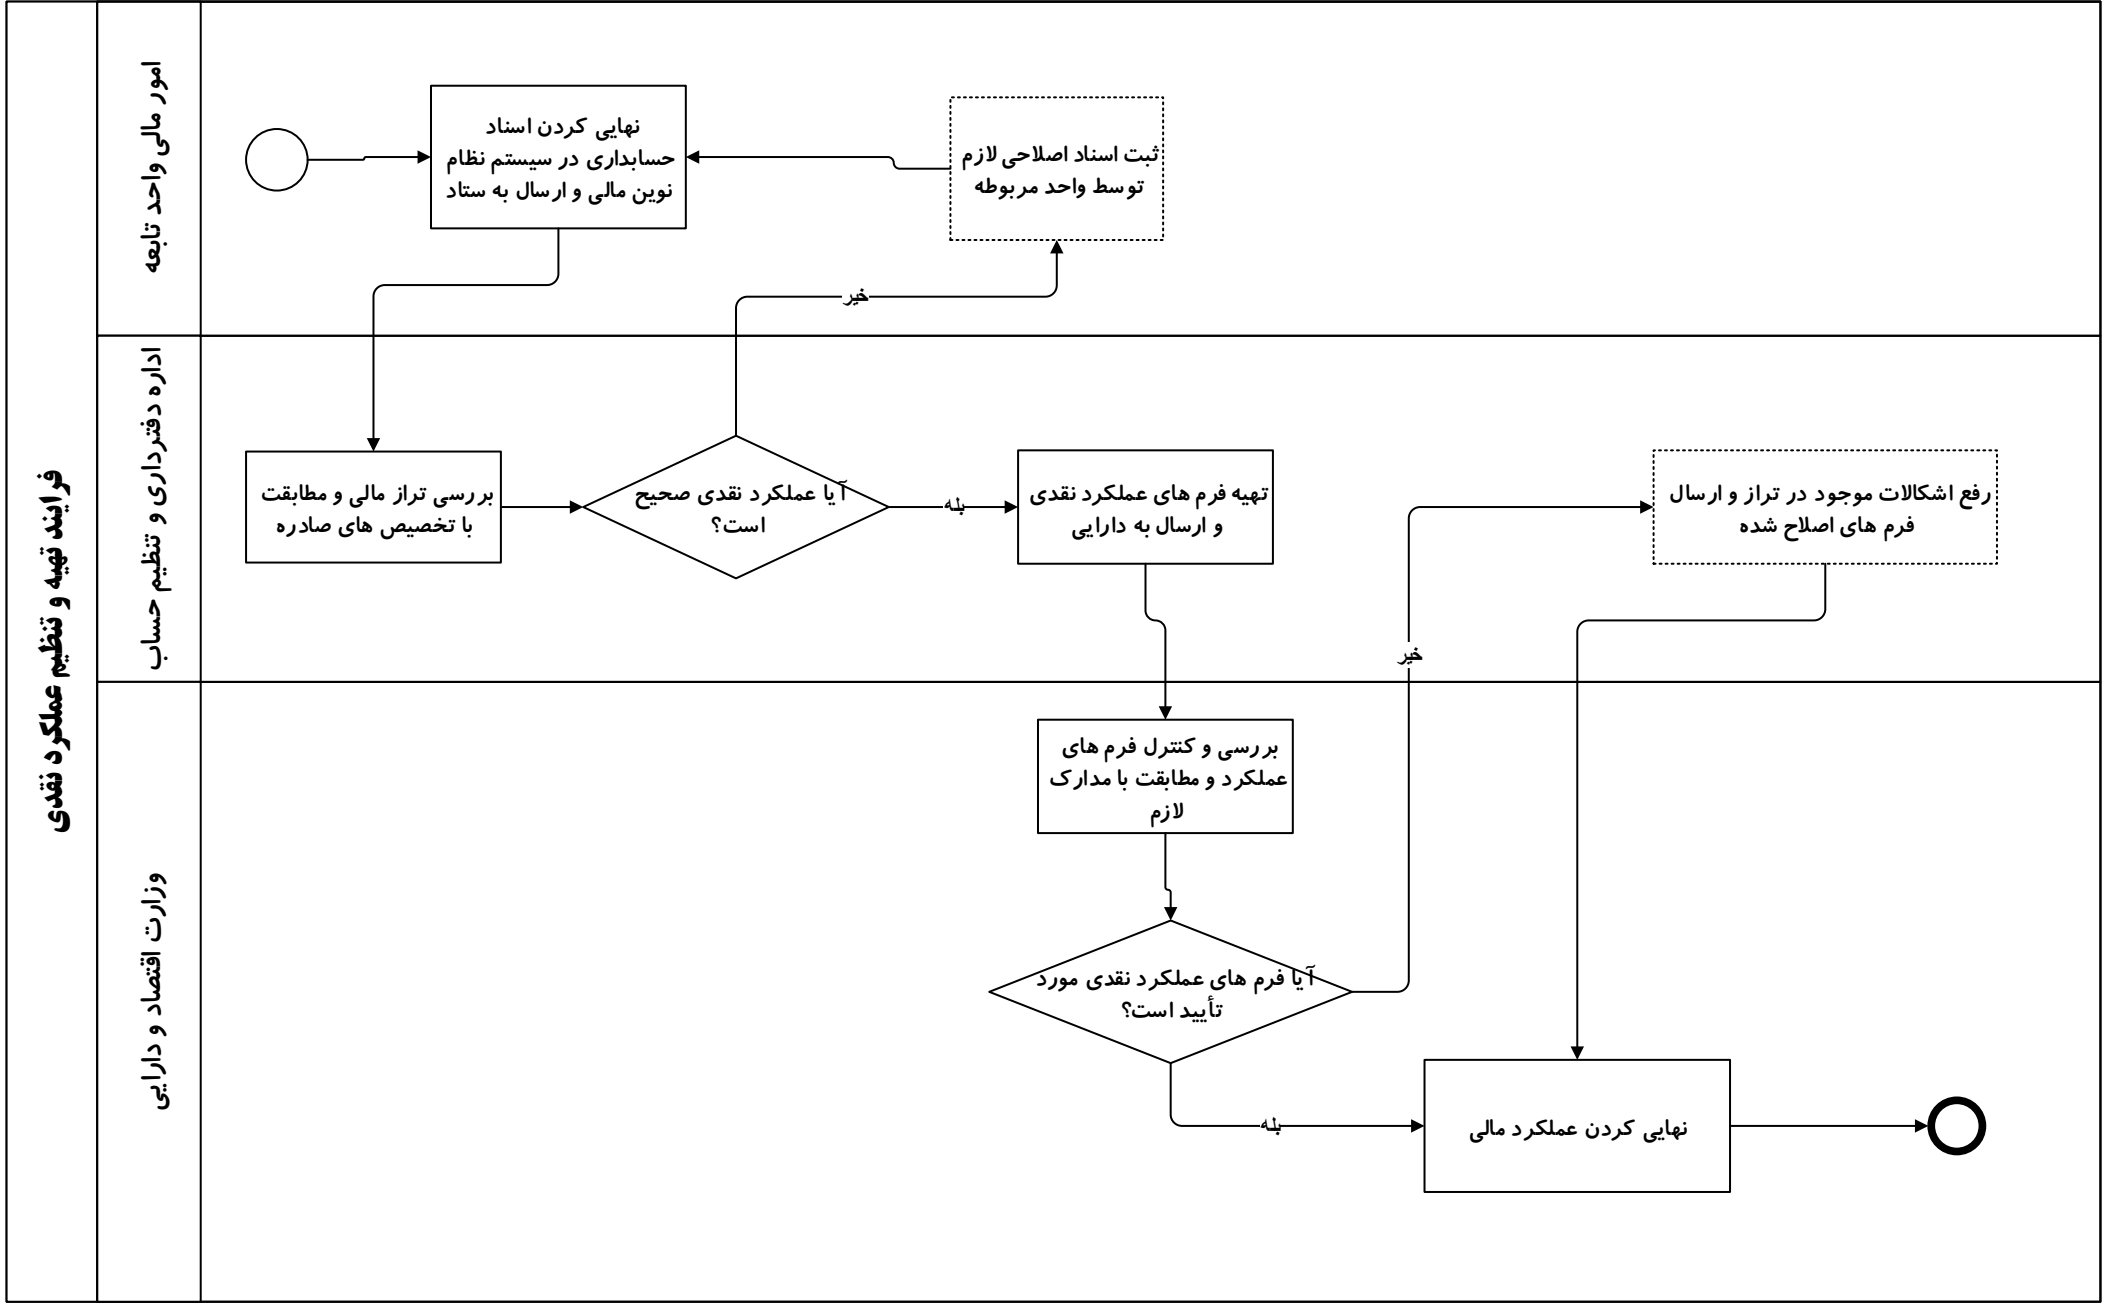 فرایند تهیه و تنظیم عملکرد نقدی
امور مالی واحد تابعه
نهایی کردن اسناد
حسابداری در سیستم نظام
نوین مالی و ارسال به ستاد
ثبت اسناد اصلاحی لازم
توسط واحد مربوطه
خیر
اداره دفترداری و تنظیم حساب
بررسی تراز مالی و مطابقت
با تخصیص های صادره
آیا عملکرد نقدی صحیح
است؟
بله
تهیه فرم های عملکرد نقدی
و ارسال به دارایی
رفع اشکالات موجود در تراز و ارسال
فرم های اصلاح شده
خیر
وزارت اقتصاد و دارایی
بررسی و کنترل فرم های
عملکرد و مطابقت با مدارک
لازم
آیا فرم های عملکرد نقدی مورد
تأیید است؟
بله
نهایی کردن عملکرد مالی